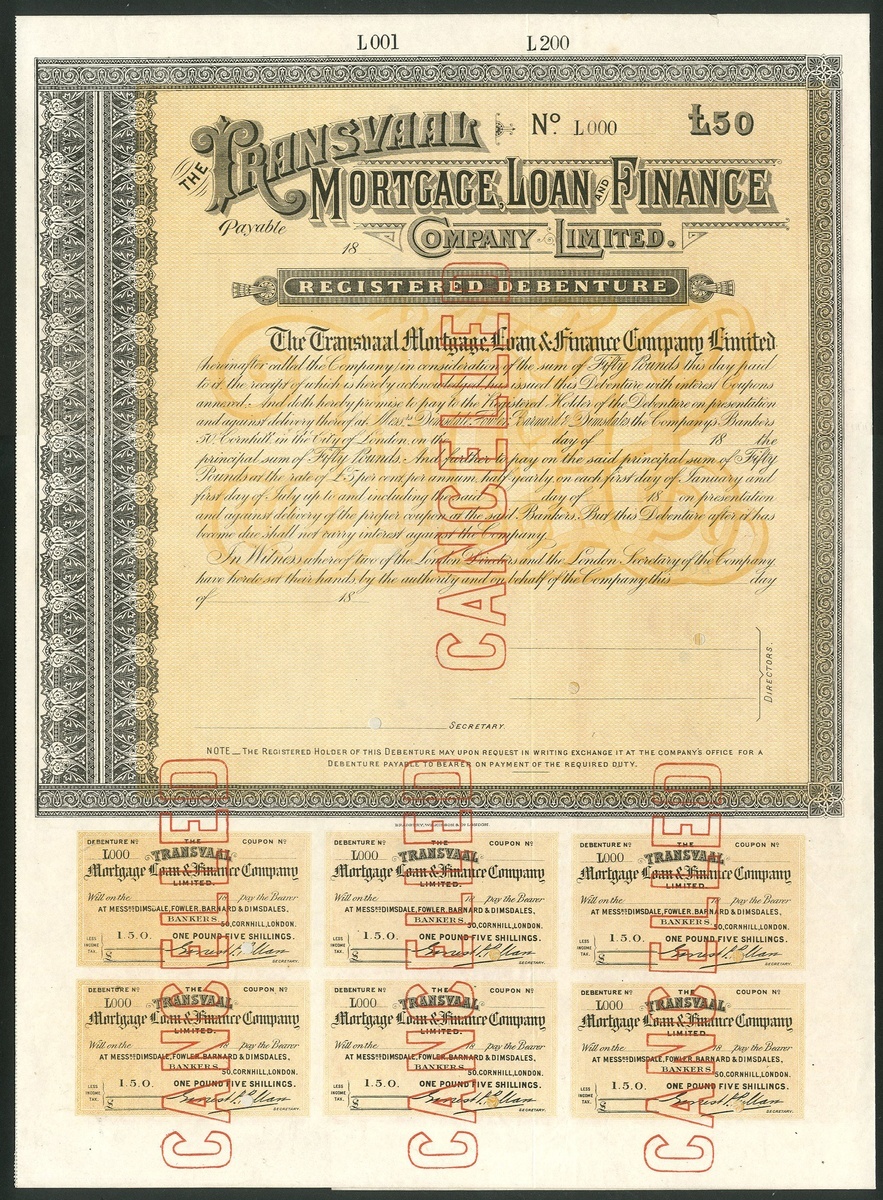 L001 L200
Nº L000 £50
THE TRANSVAAL
MORTGAGE, LOAN AND FINANCE
COMPANY LIMITED.
Payable
18
REGISTERED DEBENTURE
The Transvaal Mortgage, Loan & Finance Company Limited
(hereinafter called the Company) in consideration of the sum of Fifty Pounds this day paid
to it the receipt of which is hereby acknowledged has issued this Debenture with interest Coupons
annexed. And doth hereby promise to pay to the Registered Holder of the Debenture on presentation
and against delivery thereof at Messrs Dimsdale, Fowler, Barnard & Dimsdales the Company's Bankers
50, Cornhill, in the City of London, on the day of 18 the
principal sum of Fifty Pounds. And further to pay on the said principal sum of Fifty
Pounds at the rate of £5 per cent, per annum, half yearly, on each first day of January and
first day of July up to and including the said day of 18 on presentation
and against delivery of the proper coupon at the said Bankers. But this Debenture after it has
become due shall not carry interest against the Company.
In Witness whereof two of the London Directors and the London Secretary of the Company
have hereto set their hands by the authority and on behalf of the Company this day
of 18
CANCELLED
DIRECTORS.
SECRETARY.
NOTE_THE REGISTERED HOLDER OF THIS DEBENTURE MAY UPON REQUEST IN WRITING EXCHANGE IT AT THE COMPANY'S OFFICE FOR A
DEBENTURE PAYABLE TO BEARER ON PAYMENT OF THE REQUIRED DUTY.
BRADBURY, WILKINSON & Co LONDON
DEBENTURE Nº THE COUPON Nº
L000 TRANSVAAL
Mortgage Loan & Finance Company
LIMITED.
Will on the 18 pay the Bearer
AT MESSRS DIMSDALE, FOWLER, BARNARD & DIMSDALES,
BANKERS.
50, CORNHILL, LONDON.
1.5.0. ONE POUND FIVE SHILLINGS.
LESS
INCOME
TAX.
£
SECRETARY.
CANCELLED
DEBENTURE Nº THE COUPON Nº
L000 TRANSVAAL
Mortgage Loan & Finance Company
LIMITED.
Will on the 18 pay the Bearer
AT MESSRS DIMSDALE, FOWLER, BARNARD & DIMSDALES,
BANKERS.
50, CORNHILL, LONDON.
1.5.0. ONE POUND FIVE SHILLINGS.
LESS
INCOME
TAX.
£
SECRETARY.
CANCELLED
DEBENTURE Nº THE COUPON Nº
L000 TRANSVAAL
Mortgage Loan & Finance Company
LIMITED.
Will on the 18 pay the Bearer
AT MESSRS DIMSDALE, FOWLER, BARNARD & DIMSDALES,
BANKERS.
50, CORNHILL, LONDON.
1.5.0. ONE POUND FIVE SHILLINGS.
LESS
INCOME
TAX.
£
SECRETARY.
CANCELLED
DEBENTURE Nº THE COUPON Nº
L000 TRANSVAAL
Mortgage Loan & Finance Company
LIMITED.
Will on the 18 pay the Bearer
AT MESSRS DIMSDALE, FOWLER, BARNARD & DIMSDALES,
BANKERS.
50, CORNHILL, LONDON.
1.5.0. ONE POUND FIVE SHILLINGS.
LESS
INCOME
TAX.
£
SECRETARY.
DEBENTURE Nº THE COUPON Nº
L000 TRANSVAAL
Mortgage Loan & Finance Company
LIMITED.
Will on the 18 pay the Bearer
AT MESSRS DIMSDALE, FOWLER, BARNARD & DIMSDALES,
BANKERS.
50, CORNHILL, LONDON.
1.5.0. ONE POUND FIVE SHILLINGS.
LESS
INCOME
TAX.
£
SECRETARY.
DEBENTURE Nº THE COUPON Nº
L000 TRANSVAAL
Mortgage Loan & Finance Company
LIMITED.
Will on the 18 pay the Bearer
AT MESSRS DIMSDALE, FOWLER, BARNARD & DIMSDALES,
BANKERS.
50, CORNHILL, LONDON.
1.5.0. ONE POUND FIVE SHILLINGS.
LESS
INCOME
TAX.
£
SECRETARY.